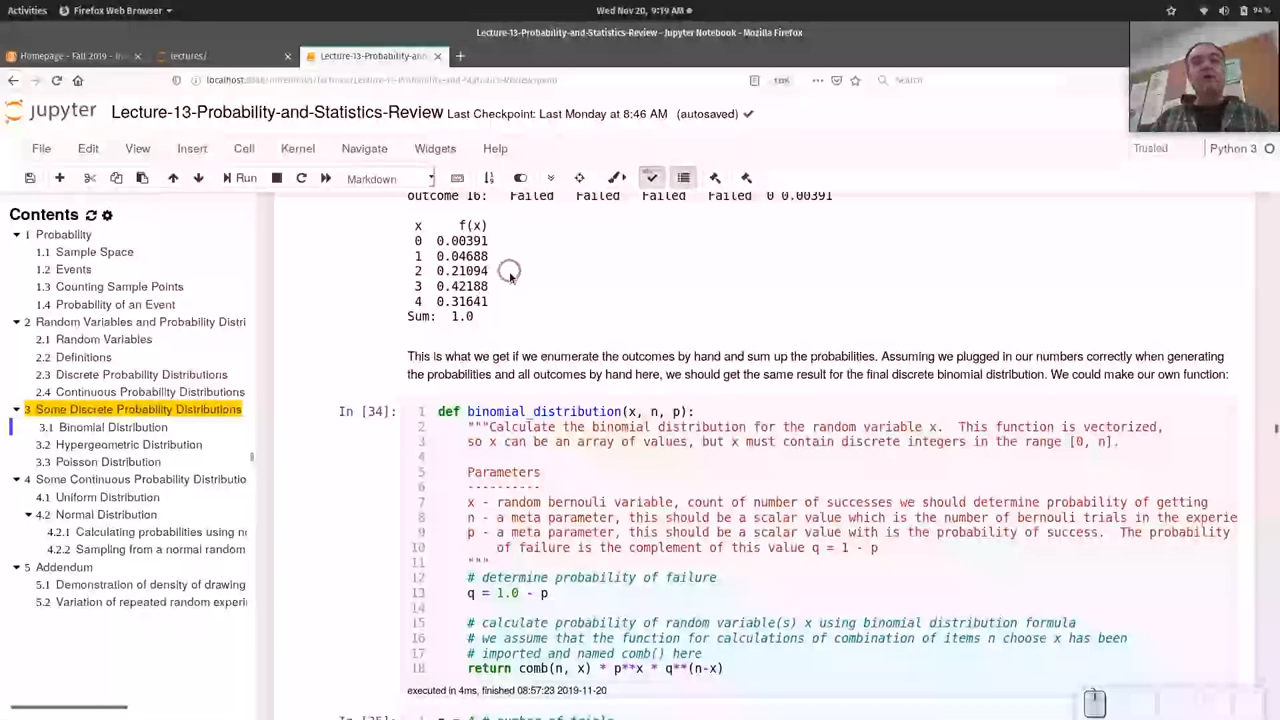 Activities Firefox Web Browser Wed Nov 20, 9:19 AM 94 %
Lecture-13-Probability-and-Statistics-Review - Jupyter Notebook - Mozilla Firefox
Homepage - Fall 2019 - lectures/ Lecture-13-Probability-and-
Search
jupyter Lecture-13-Probability-and-Statistics-Review Last Checkpoint: Last Monday at 8:46 AM (autosaved)
File Edit View Insert Cell Kernel Navigate Widgets Help Trusted Python 3
Run Markdown
Contents
1 Probability
1.1 Sample Space
1.2 Events
1.3 Counting Sample Points
1.4 Probability of an Event
2 Random Variables and Probability Distri
2.1 Random Variables
2.2 Definitions
2.3 Discrete Probability Distributions
2.4 Continuous Probability Distributions
3 Some Discrete Probability Distributions
3.1 Binomial Distribution
3.2 Hypergeometric Distribution
3.3 Poisson Distribution
4 Some Continuous Probability Distributio
4.1 Uniform Distribution
4.2 Normal Distribution
4.2.1 Calculating probabilities using
4.2.2 Sampling from a normal random
5 Addendum
5.1 Demonstration of density of drawing
5.2 Variation of repeated random experi
outcome 16: Failed Failed Failed Failed 0 0.00391
x f(x)
0 0.00391
1 0.04688
2 0.21094
3 0.42188
4 0.31641
Sum: 1.0
This is what we get if we enumerate the outcomes by hand and sum up the probabilities. Assuming we plugged in our numbers correctly when generating
the probabilities and all outcomes by hand here, we should get the same result for the final discrete binomial distribution. We could make our own function:
In [34]:
1 def binomial_distribution(x, n, p):
2 """Calculate the binomial distribution for the random variable x. This function is vectorized,
3 so x can be an array of values, but x must contain discrete integers in the range [0, n].
4
5 Parameters
6 ----------
7 x - random bernouli variable, count of number of successes we should determine probability of getting
8 n - a meta parameter, this should be a scalar value which is the number of bernouli trials in the experie
9 p - a meta parameter, this should be a scalar value with is the probability of success. The probability
10 of failure is the complement of this value q = 1 - p
11 """
12 # determine probability of failure
13 q = 1.0 - p
14
15 # calculate probability of random variable(s) x using binomial distribution formula
16 # we assume that the function for calculations of combination of items n choose x has been
17 # imported and named comb() here
18 return comb(n, x) * p**x * q**(n-x)
executed in 4ms, finished 08:57:23 2019-11-20